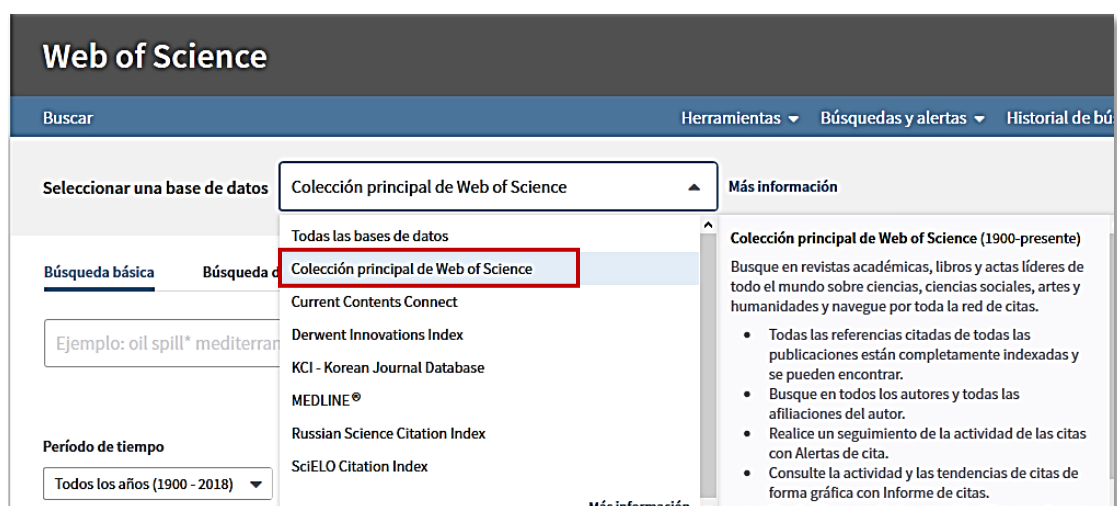 Web of Science
Buscar
Herramientas
Búsquedas y alertas
Historial de bú
Seleccionar una base de datos
Colección principal de Web of Science
Más información
Todas las bases de datos
Colección principal de Web of Science
Current Contents Connect
Derwent Innovations Index
KCI - Korean Journal Database
MEDLINE®
Russian Science Citation Index
SciELO Citation Index
Más información
Colección principal de Web of Science (1900-presente)
Busque en revistas académicas, libros y actas líderes de
todo el mundo sobre ciencias, ciencias sociales, artes y
humanidades y navegue por toda la red de citas.
• Todas las referencias citadas de todas las
publicaciones están completamente indexadas y
se pueden encontrar.
• Busque en todos los autores y todas las
afiliaciones del autor.
• Realice un seguimiento de la actividad de las citas
con Alertas de cita.
• Consulte la actividad y las tendencias de citas de
forma gráfica con Informe de citas.
Búsqueda básica
Búsqueda d
Ejemplo: oil spill* mediterran
Período de tiempo
Todos los años (1900 - 2018)